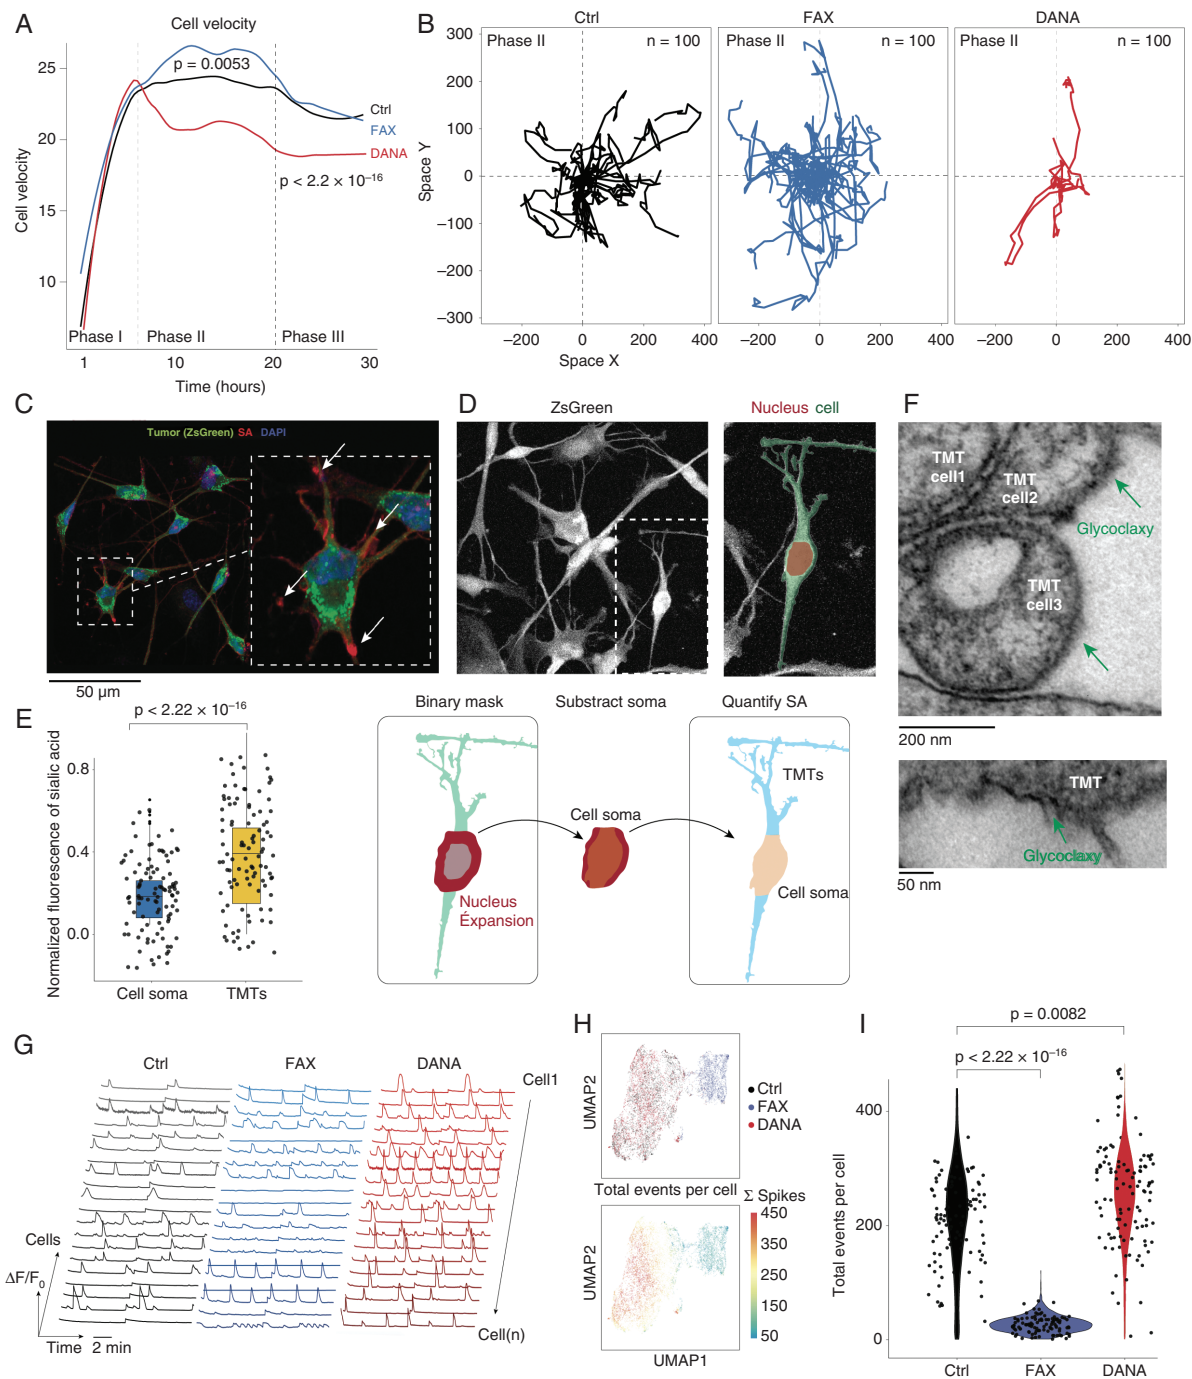 A
Cell velocity
Cell velocity
25
20
15
10
p = 0.0053
Ctrl
FAX
DANA
p < 2.2 × 10−16
Phase I
Phase II
Phase III
1
10
20
30
Time (hours)
B
Ctrl
FAX
DANA
Phase II
n = 100
Phase II
n = 100
Phase II
n = 100
Space Y
300
200
100
0
−100
−200
−300
−200
0
200
400
−200
0
200
400
−200
0
200
400
Space X
C
Tumor (ZsGreen) SA DAPI
50 µm
D
ZsGreen
Nucleus cell
Binary mask
Substract soma
Quantify SA
Nucleus
Expansion
Cell soma
TMTs
Cell soma
E
p < 2.22 × 10−16
Normalized fluorescence of sialic acid
0.8
0.4
0.0
Cell soma
TMTs
F
TMT
cell1
TMT
cell2
Glycoclaxy
TMT
cell3
200 nm
TMT
Glycoclaxy
50 nm
G
Ctrl
FAX
DANA
Cell1
Cell(n)
Cells
ΔF/F0
Time
2 min
H
UMAP2
Ctrl
FAX
DANA
Total events per cell
Σ Spikes
450
350
250
150
50
UMAP2
UMAP1
I
p = 0.0082
p < 2.22 × 10−16
Total events per cell
400
200
0
Ctrl
FAX
DANA